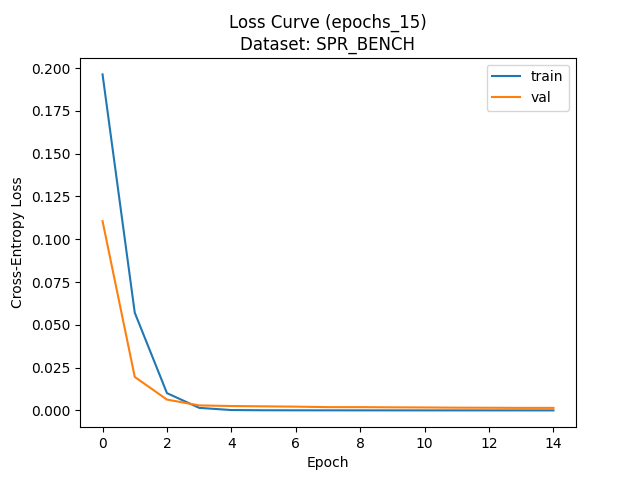 Loss Curve (epochs_15)
Dataset: SPR_BENCH
train
val
Cross-Entropy Loss
0.200
0.175
0.150
0.125
0.100
0.075
0.050
0.025
0.000
0 2 4 6 8 10 12 14
Epoch